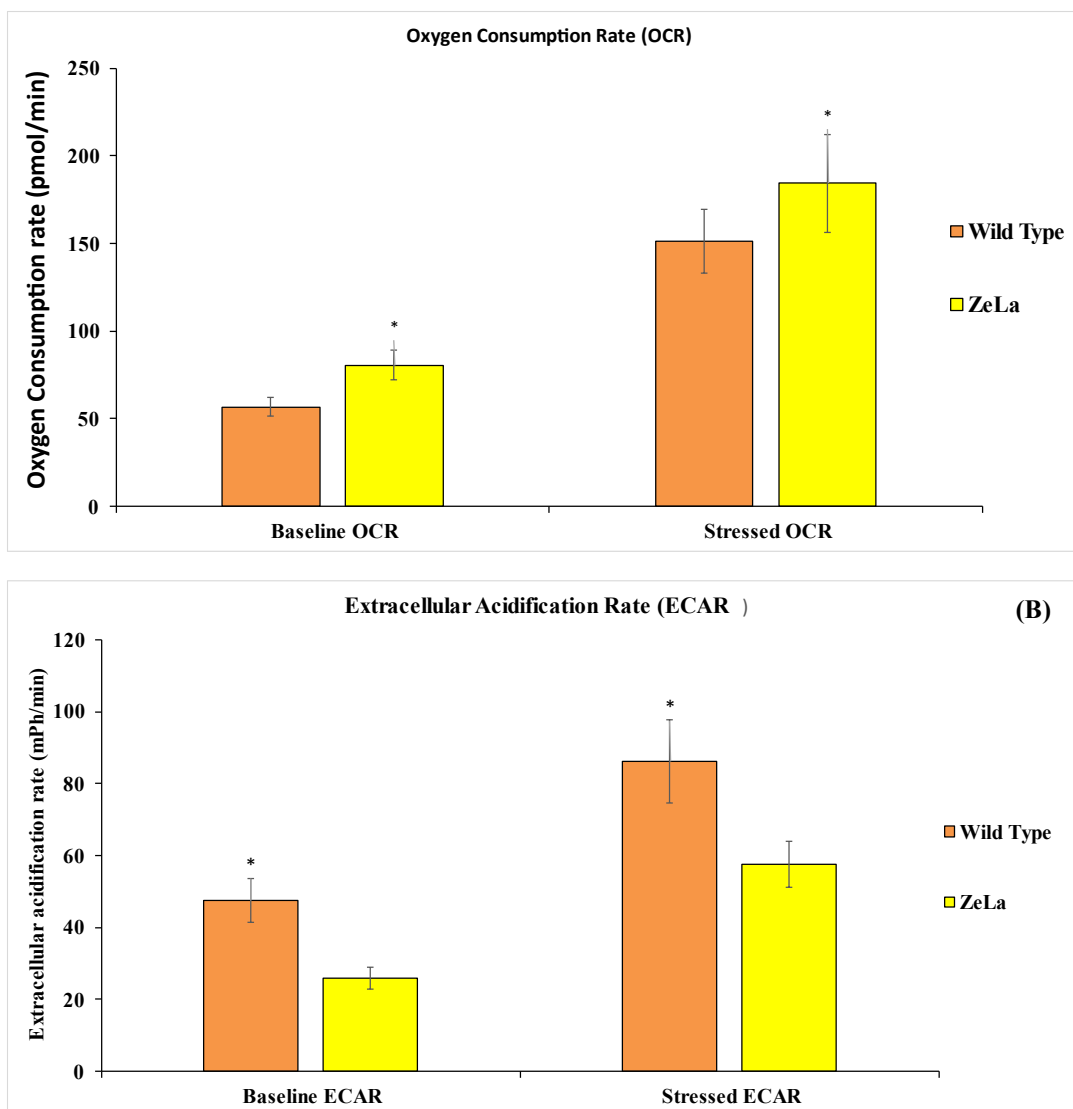 Oxygen Consumption Rate (OCR)
Oxygen Consumption rate (pmol/min)
250
200
150
100
50
0
*
*
Baseline OCR
Stressed OCR
Wild Type
ZeLa
Extracellular Acidification Rate (ECAR )
(B)
Extracellular acidification rate (mPh/min)
120
100
80
60
40
20
0
*
*
Baseline ECAR
Stressed ECAR
Wild Type
ZeLa